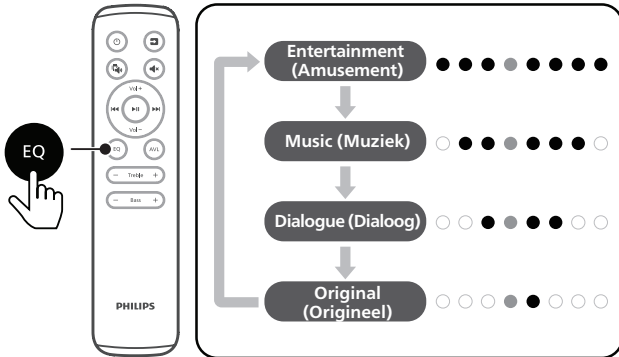 Vol+
Vol−
EQ
EQ
AVL
− Treble +
− Bass +
PHILIPS
Entertainment
(Amusement)
Music (Muziek)
Dialogue (Dialoog)
Original
(Origineel)